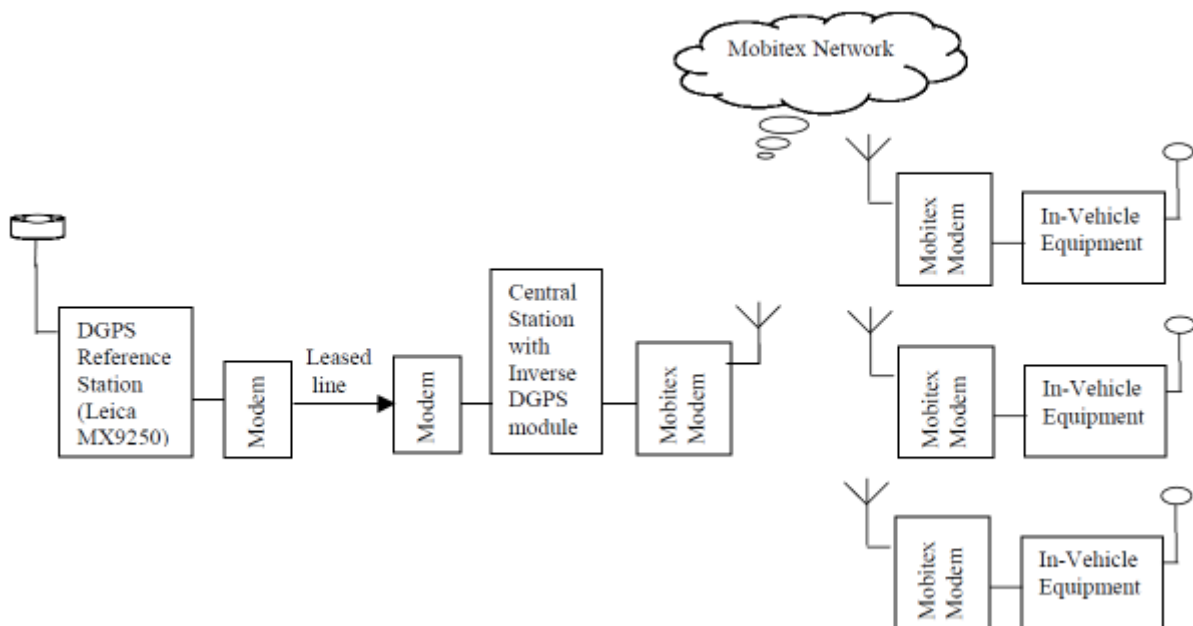 Mobitex Network
DGPS
Reference
Station
(Leica
MX9250)
Modem
Leased
line
Modem
Central
Station
with
Inverse
DGPS
module
Mobitex
Modem
Mobitex
Modem
In-Vehicle
Equipment
Mobitex
Modem
In-Vehicle
Equipment
Mobitex
Modem
In-Vehicle
Equipment